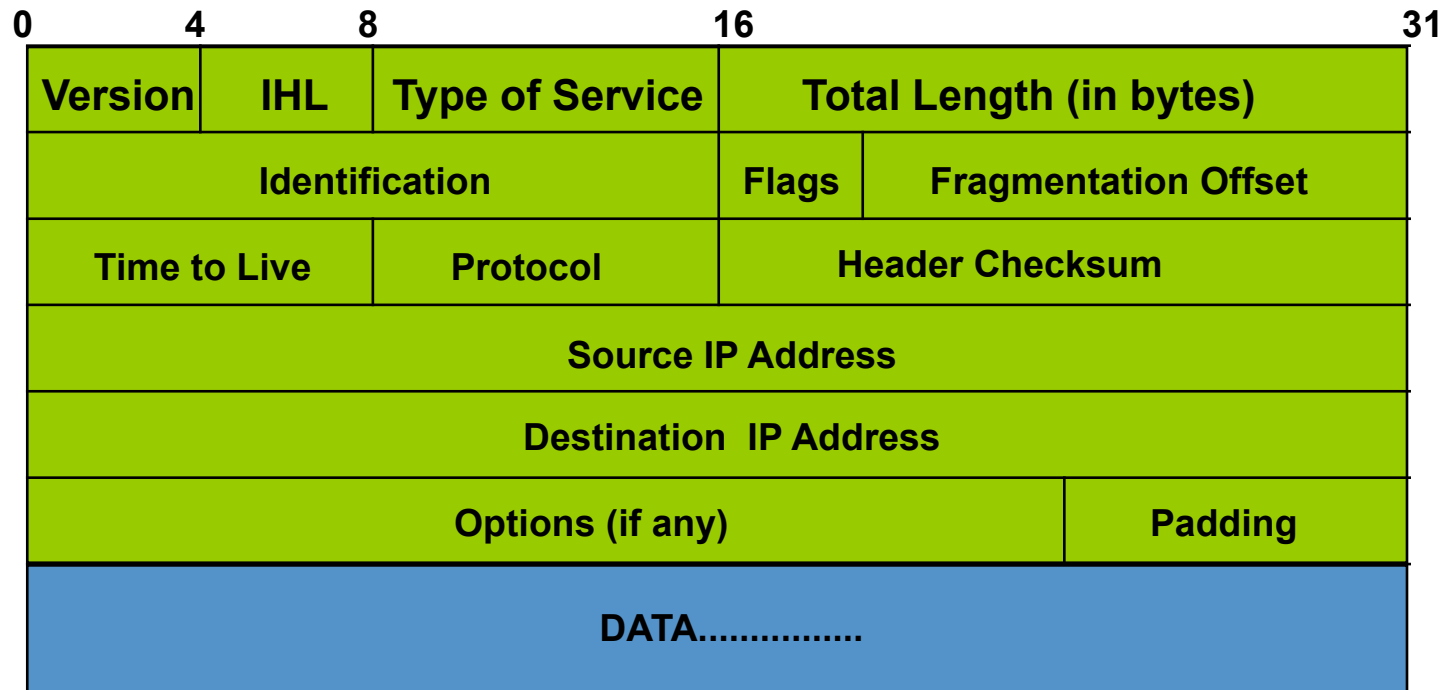 0 4 8 16 31
Version IHL Type of Service Total Length (in bytes)
Identification Flags Fragmentation Offset
Time to Live Protocol Header Checksum
Source IP Address
Destination IP Address
Options (if any) Padding
DATA................